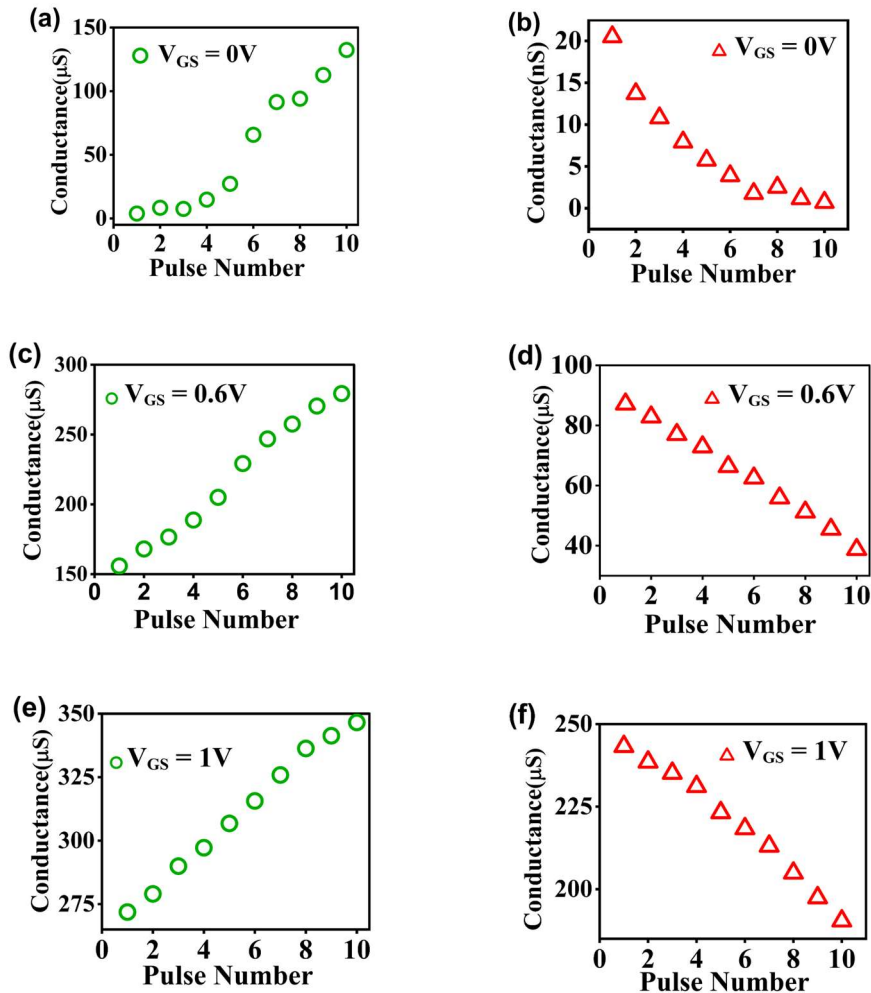 (a)
150
100
50
0
Conductance(μS)
V_GS = 0V
0 2 4 6 8 10
Pulse Number
(b)
20
15
10
5
0
Conductance(nS)
V_GS = 0V
0 2 4 6 8 10
Pulse Number
(c)
300
250
200
150
Conductance(μS)
V_GS = 0.6V
0 2 4 6 8 10
Pulse Number
(d)
100
80
60
40
Conductance(μS)
V_GS = 0.6V
0 2 4 6 8 10
Pulse Number
(e)
350
325
300
275
Conductance(μS)
V_GS = 1V
0 2 4 6 8 10
Pulse Number
(f)
250
225
200
Conductance(μS)
V_GS = 1V
0 2 4 6 8 10
Pulse Number